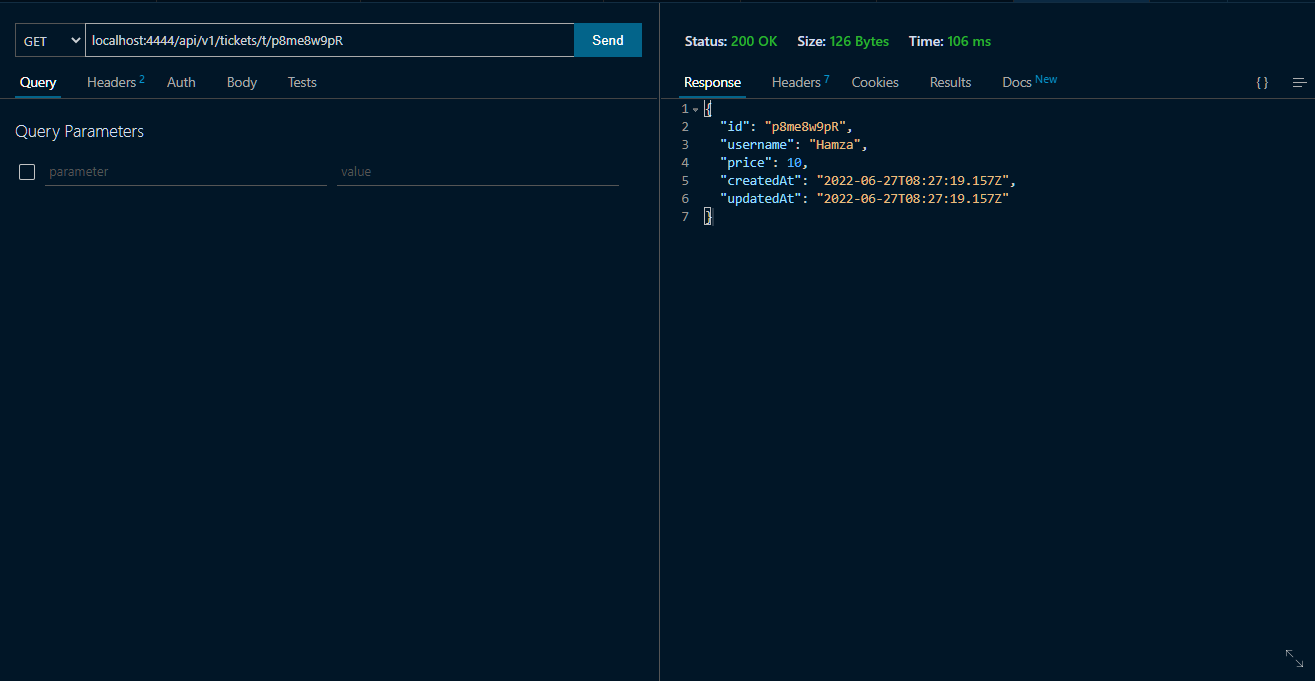 GET localhost:4444/api/v1/tickets/t/p8me8w9pR Send
Query Headers 2 Auth Body Tests
Query Parameters
parameter value
Status: 200 OK Size: 126 Bytes Time: 106 ms
Response Headers 7 Cookies Results Docs New {}
1 {
2 "id": "p8me8w9pR",
3 "username": "Hamza",
4 "price": 10,
5 "createdAt": "2022-06-27T08:27:19.157Z",
6 "updatedAt": "2022-06-27T08:27:19.157Z"
7 }